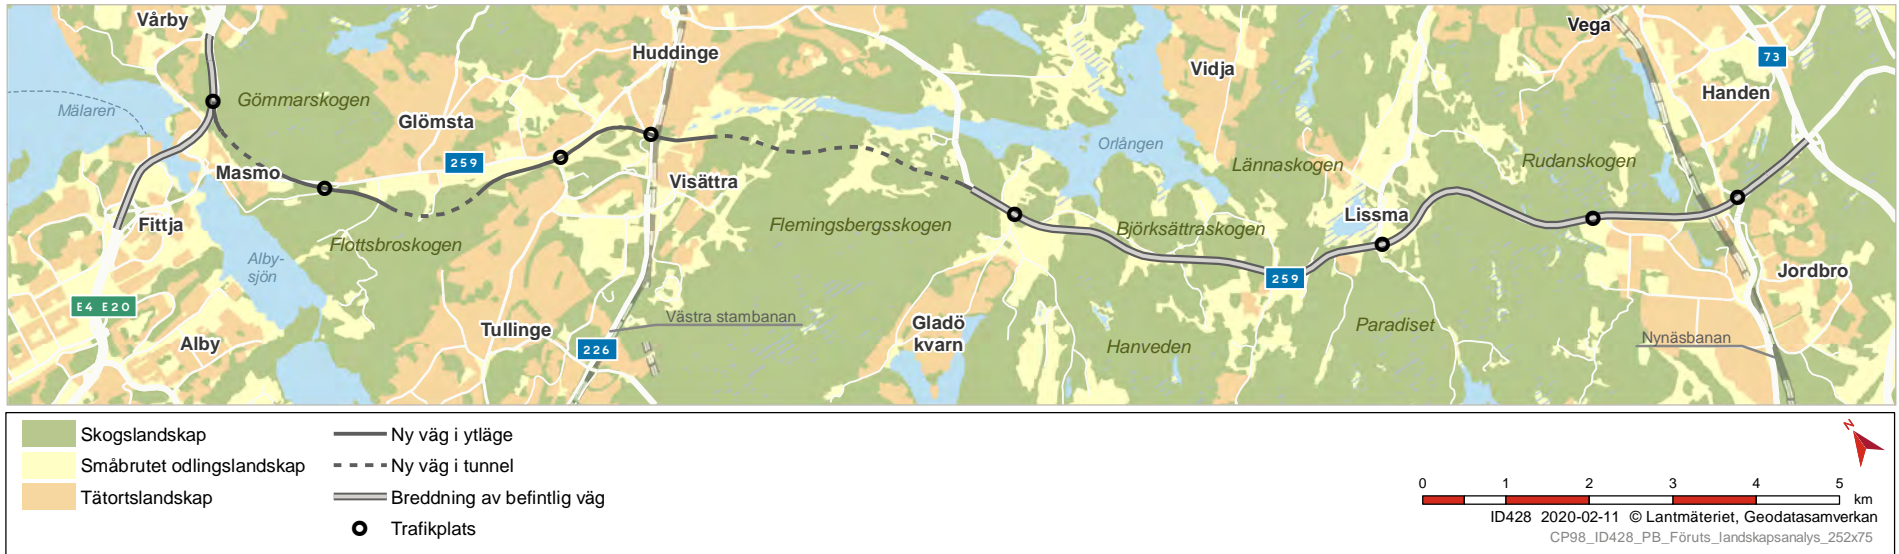 Vårby
Huddinge
Vega
73
Vidja
Handen
Gömmarskogen
Mälaren
Glömsta
Orlången
259
Lännaskogen
Rudanskogen
Masmo
Visättra
Fittja
Flemingsbergsskogen
Björksättraskogen
Lissma
Flottsbroskogen
Alby-
sjön
259
Jordbro
E4 E20
Västra stambanan
Tullinge
Gladö
kvarn
Paradiset
Alby
226
Hanveden
Nynäsbanan
Skogslandskap
Småbrutet odlingslandskap
Tätortslandskap
Ny väg i ytläge
Ny väg i tunnel
Breddning av befintlig väg
Trafikplats
N
0 1 2 3 4 5
km
ID428 2020-02-11 © Lantmäteriet, Geodatasamverkan
CP98_ID428_PB_Föruts_landskapsanalys_252x75